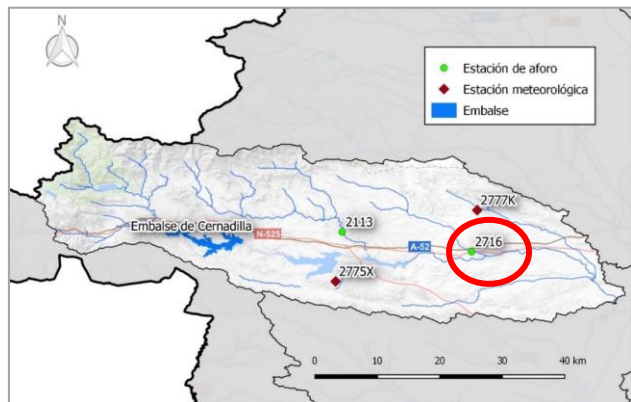 N
Estación de aforo
Estación meteorológica
Embalse
2777K
2113
Embalse de Cernadilla
N-525
2716
A-52
2775X
0 10 20 30 40 km